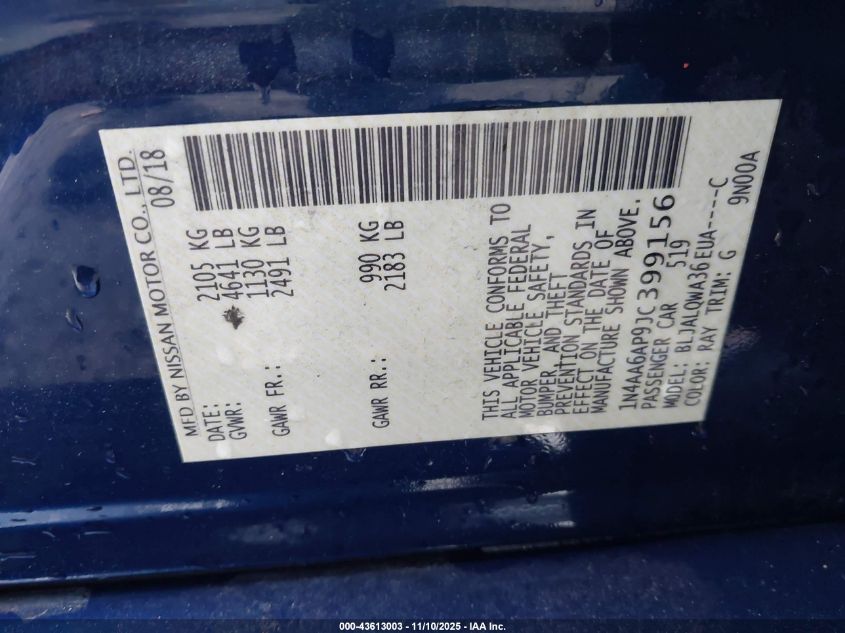 MFD BY NISSAN MOTOR CO., LTD.
DATE: 08/18
GVWR: 2105 KG
4641 LB
GAWR FR.: 1130 KG
2491 LB
GAWR RR.: 990 KG
2183 LB
THIS VEHICLE CONFORMS TO
ALL APPLICABLE FEDERAL
MOTOR VEHICLE SAFETY,
BUMPER, AND THEFT
PREVENTION STANDARDS IN
EFFECT ON THE DATE OF
MANUFACTURE SHOWN ABOVE.
1N4AA6AP9JC399156
PASSENGER CAR 519
MODEL: BLJALQWA36EUA-----C
COLOR: RAY TRIM: G 9N00A
000-43613003 - 11/10/2025 - IAA Inc.